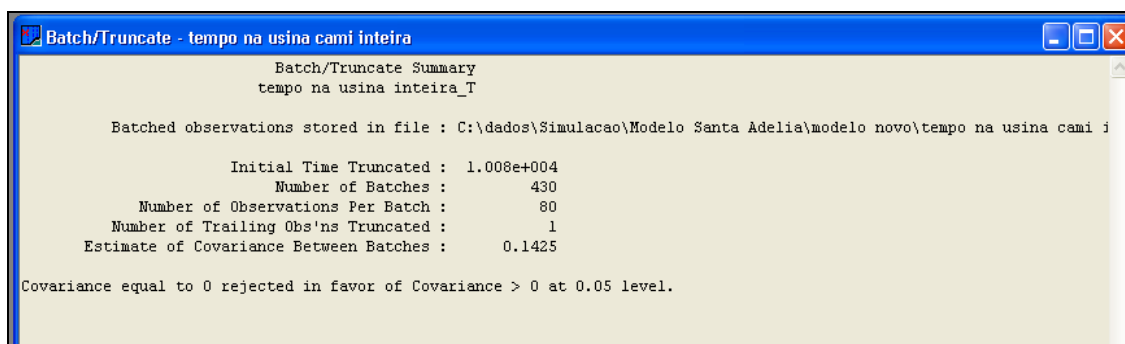 Batch/Truncate - tempo na usina cami inteira
Batch/Truncate Summary
tempo na usina inteira_T
Batched observations stored in file : C:\dados\Simulacao\Modelo Santa Adelia\modelo novo\tempo na usina cami i
Initial Time Truncated : 1.008e+004
Number of Batches : 430
Number of Observations Per Batch : 80
Number of Trailing Obs'ns Truncated : 1
Estimate of Covariance Between Batches : 0.1425
Covariance equal to 0 rejected in favor of Covariance > 0 at 0.05 level.